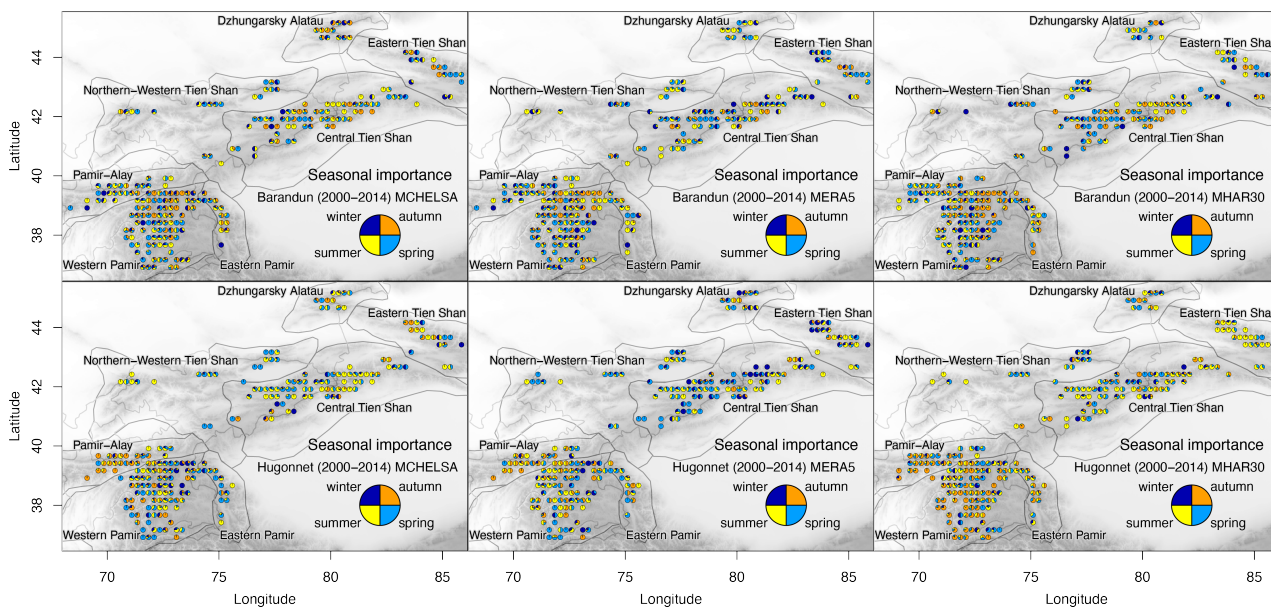 Dzhungarsky Alatau
Eastern Tien Shan
Northern−Western Tien Shan
Central Tien Shan
Pamir−Alay
Seasonal importance
Barandun (2000−2014) MCHELSA
winter
autumn
summer
spring
Western Pamir
Eastern Pamir
Dzhungarsky Alatau
Eastern Tien Shan
Northern−Western Tien Shan
Central Tien Shan
Pamir−Alay
Seasonal importance
Barandun (2000−2014) MERA5
winter
autumn
summer
spring
Western Pamir
Eastern Pamir
Dzhungarsky Alatau
Eastern Tien Sha
Northern−Western Tien Shan
Central Tien Shan
Pamir−Alay
Seasonal importance
Barandun (2000−2014) MHAR30
winter
autumn
summer
spring
Western Pamir
Eastern Pamir
Latitude
44
42
40
38
Dzhungarsky Alatau
Eastern Tien Shan
Northern−Western Tien Shan
Central Tien Shan
Pamir−Alay
Seasonal importance
Hugonnet (2000−2014) MCHELSA
winter
autumn
summer
spring
Western Pamir
Eastern Pamir
Dzhungarsky Alatau
Eastern Tien Shan
Northern−Western Tien Shan
Central Tien Shan
Pamir−Alay
Seasonal importance
Hugonnet (2000−2014) MERA5
winter
autumn
summer
spring
Western Pamir
Eastern Pamir
Dzhungarsky Alatau
Eastern Tien Sha
Northern−Western Tien Shan
Central Tien Shan
Pamir−Alay
Seasonal importance
Hugonnet (2000−2014) MHAR30
winter
autumn
summer
spring
Western Pamir
Eastern Pamir
Latitude
44
42
40
38
70 75 80 85
70 75 80 85
70 75 80 85
Longitude
Longitude
Longitude